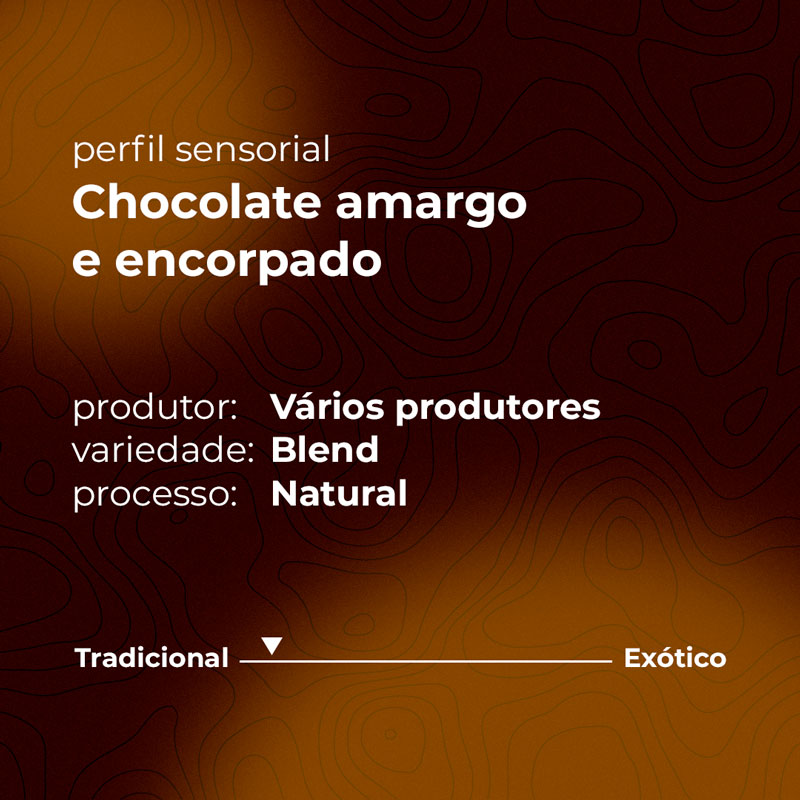 perfil sensorial
Chocolate amargo
e encorpado
produtor: Vários produtores
variedade: Blend
processo: Natural
Tradicional Exótico